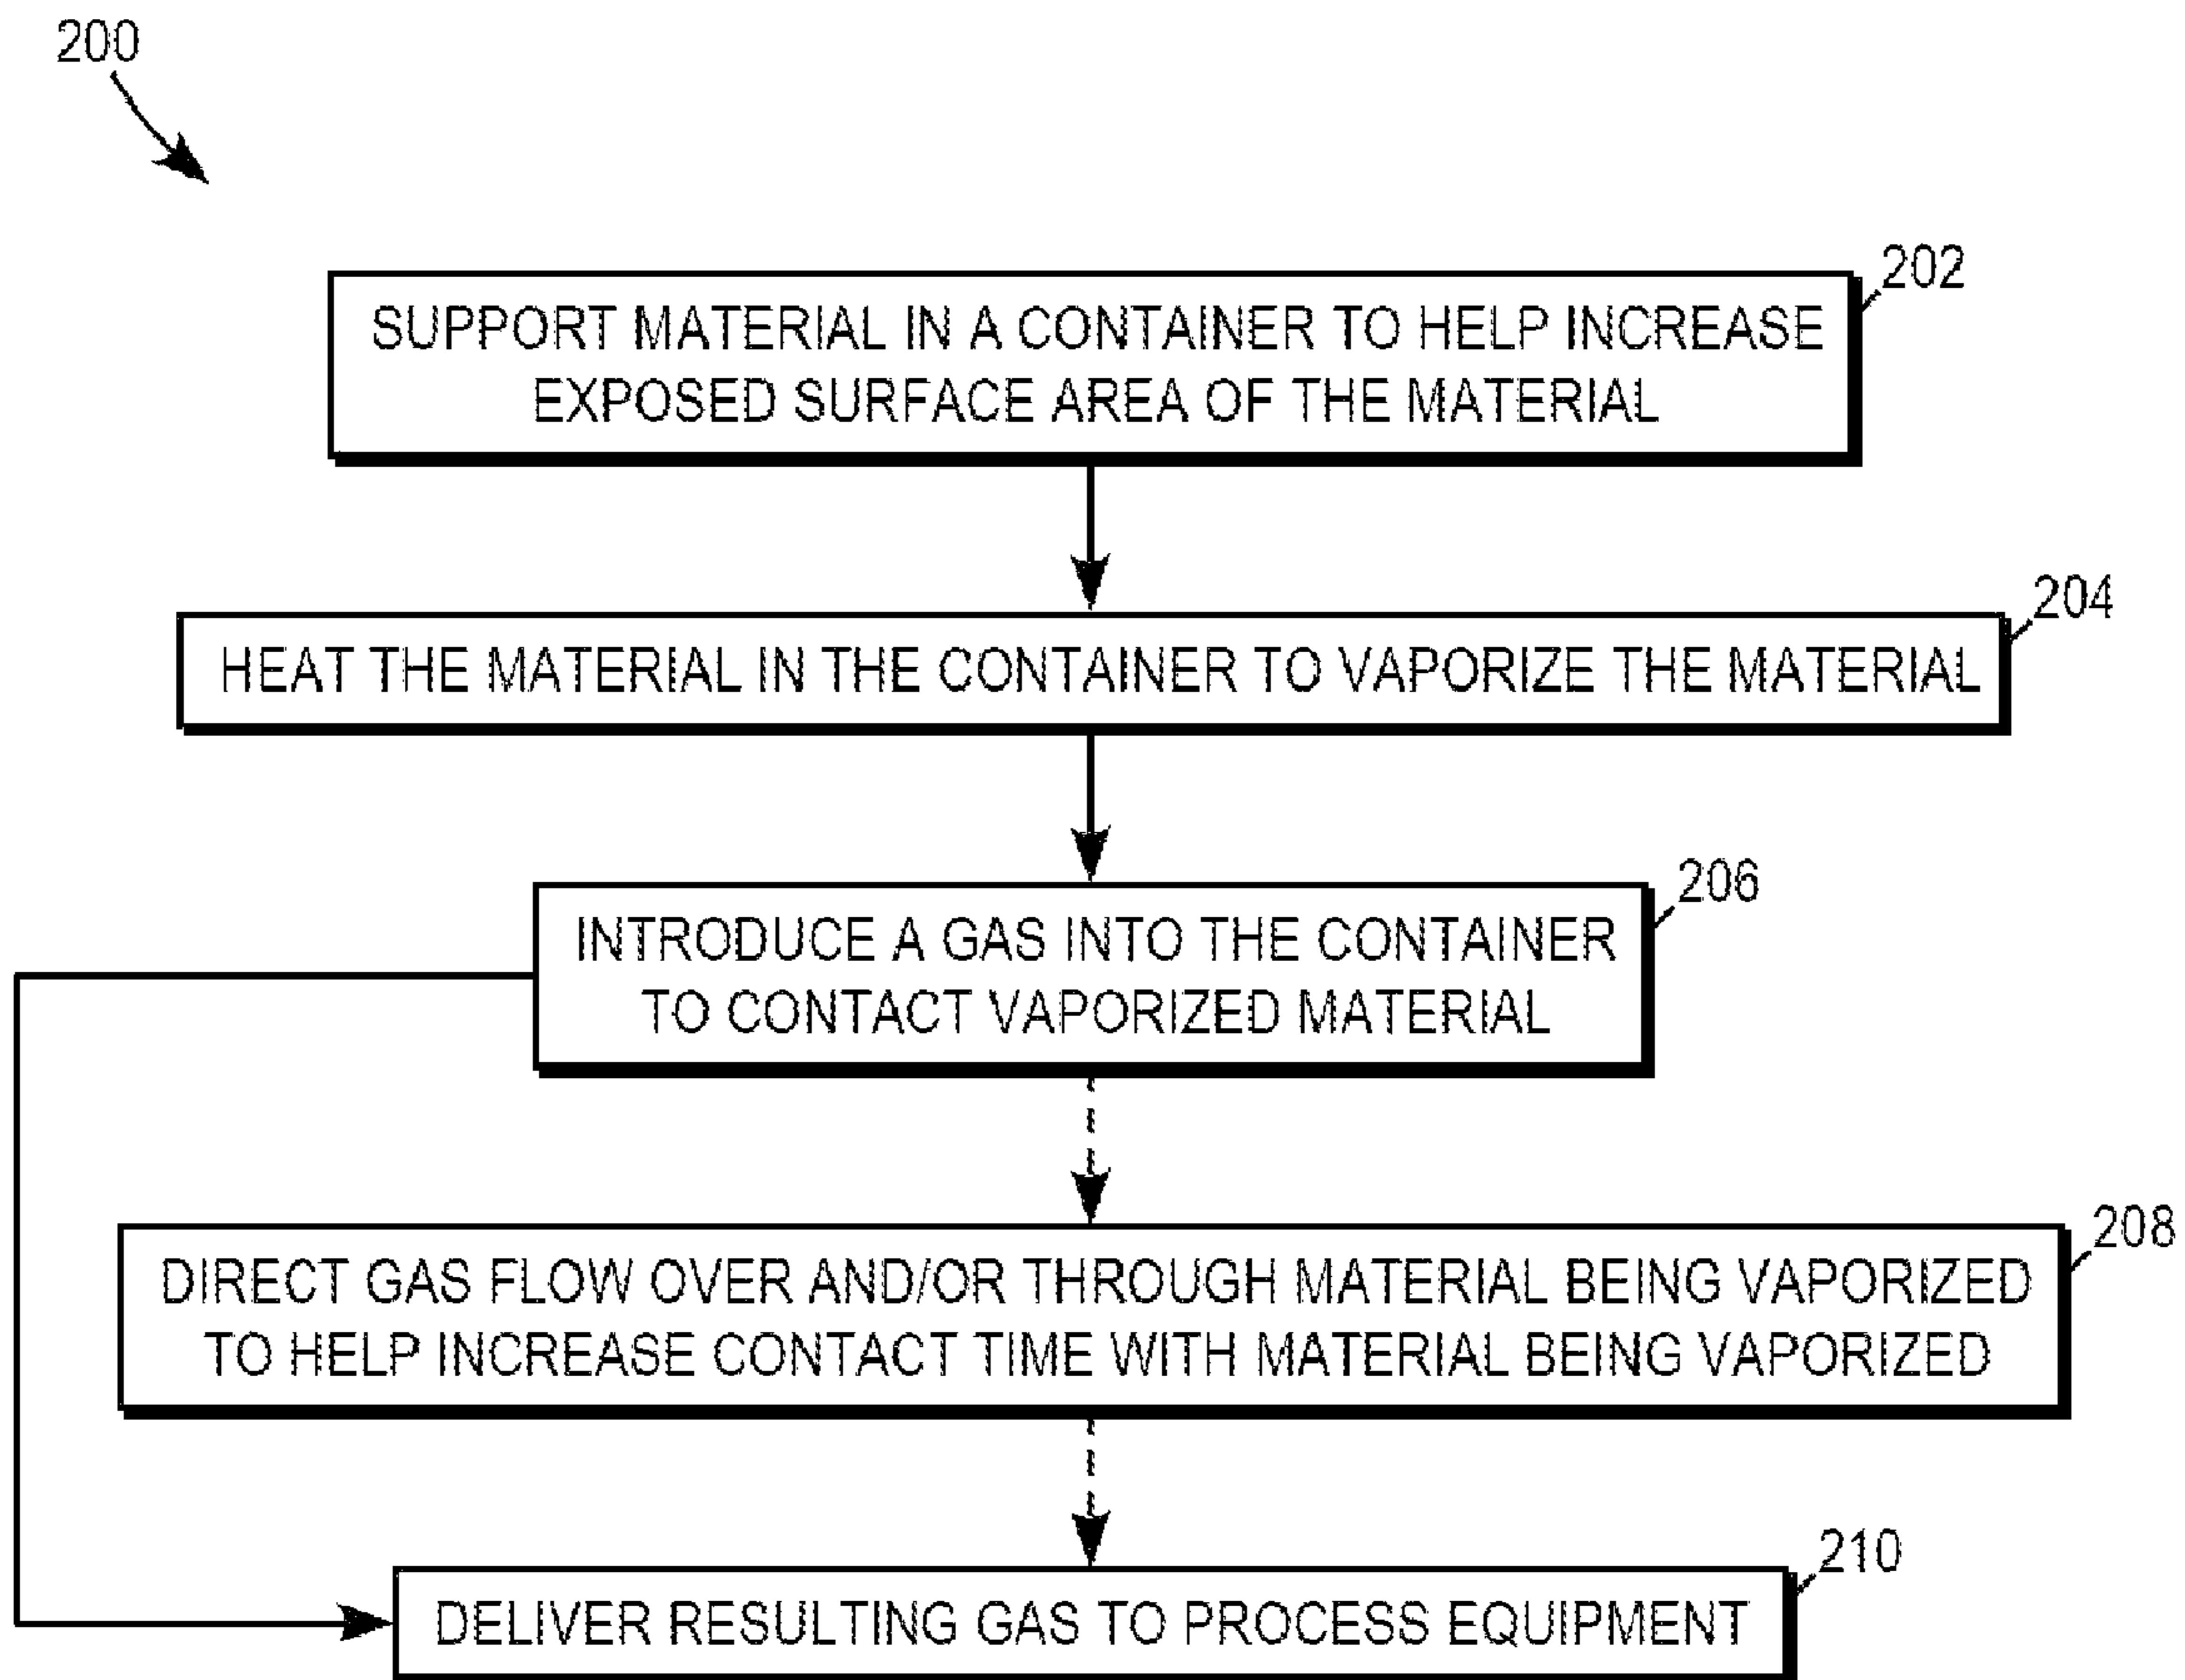 200
202
SUPPORT MATERIAL IN A CONTAINER TO HELP INCREASE
EXPOSED SURFACE AREA OF THE MATERIAL
204
HEAT THE MATERIAL IN THE CONTAINER TO VAPORIZE THE MATERIAL
206
INTRODUCE A GAS INTO THE CONTAINER
TO CONTACT VAPORIZED MATERIAL
208
DIRECT GAS FLOW OVER AND/OR THROUGH MATERIAL BEING VAPORIZED
TO HELP INCREASE CONTACT TIME WITH MATERIAL BEING VAPORIZED
210
DELIVER RESULTING GAS TO PROCESS EQUIPMENT